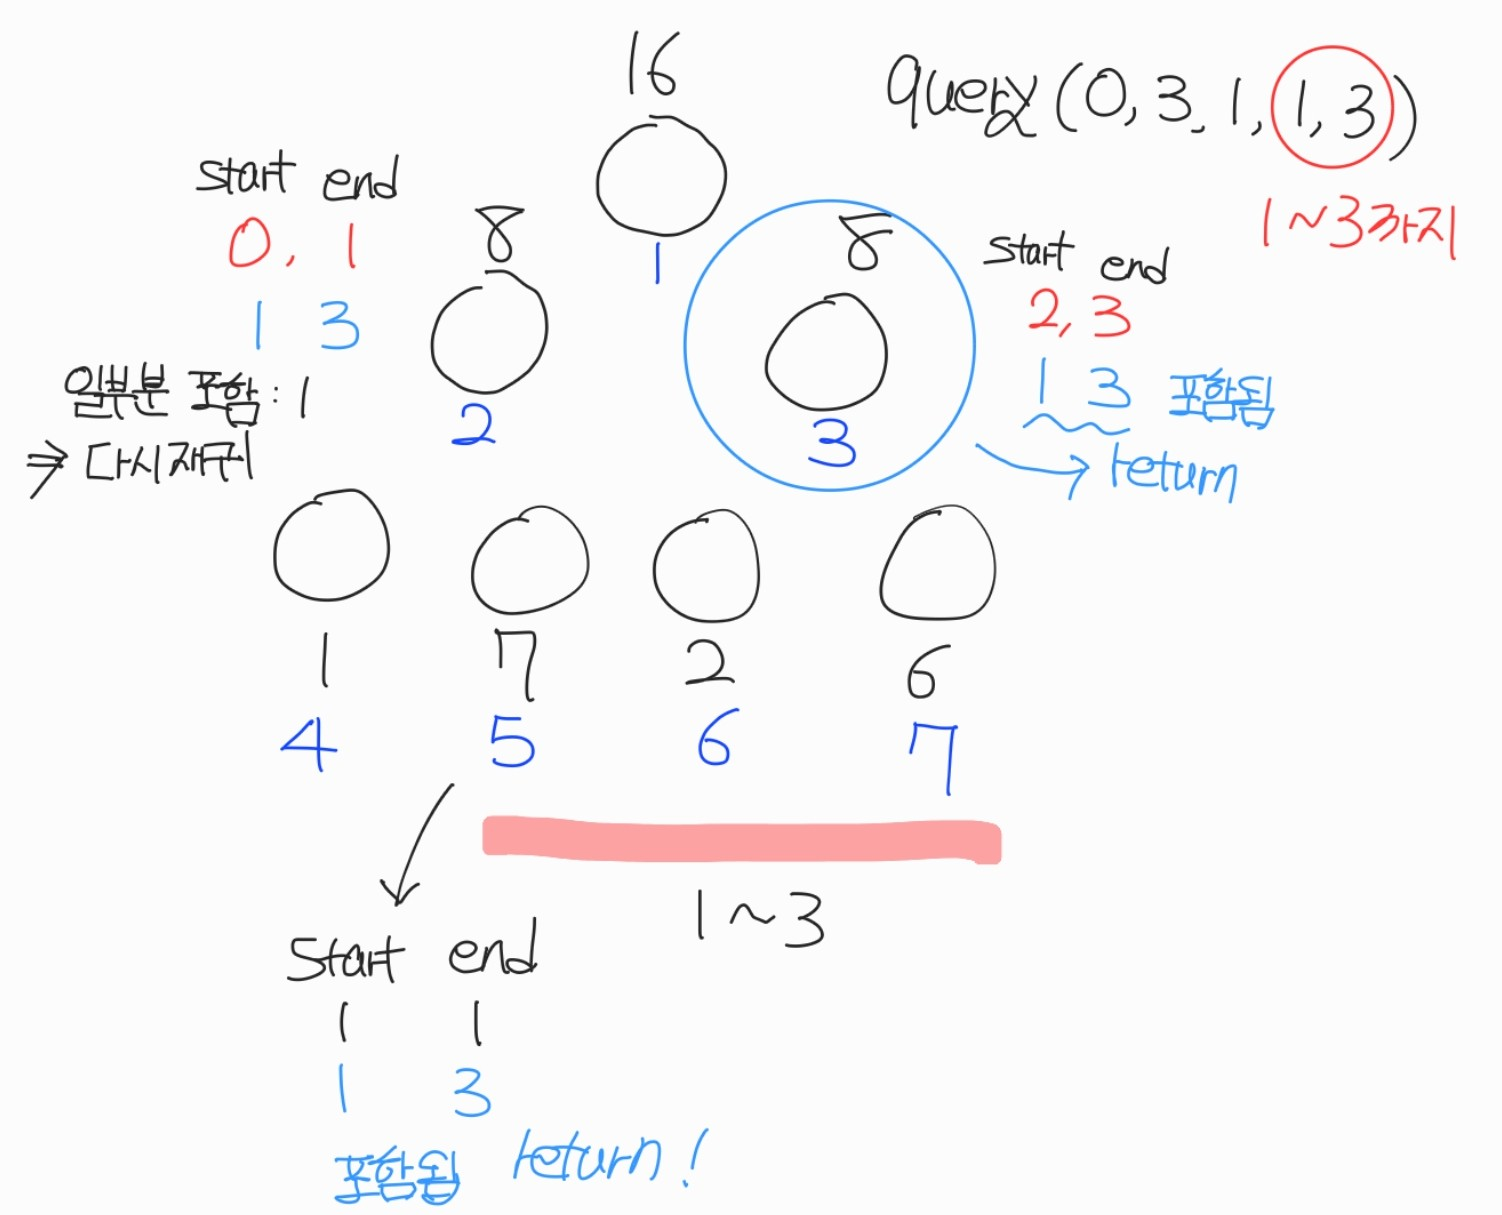 16
query(0, 3, 1, 1, 3)
1~3까지
1
start end
0, 1
1 3
일부분 포함 : 1
⇒ 다시재귀
8
2
8
3
start end
2, 3
1 3 포함됨
→ return
1 7 2 6
4 5 6 7
1~3
start end
1 1
1 3
포함됨 return!